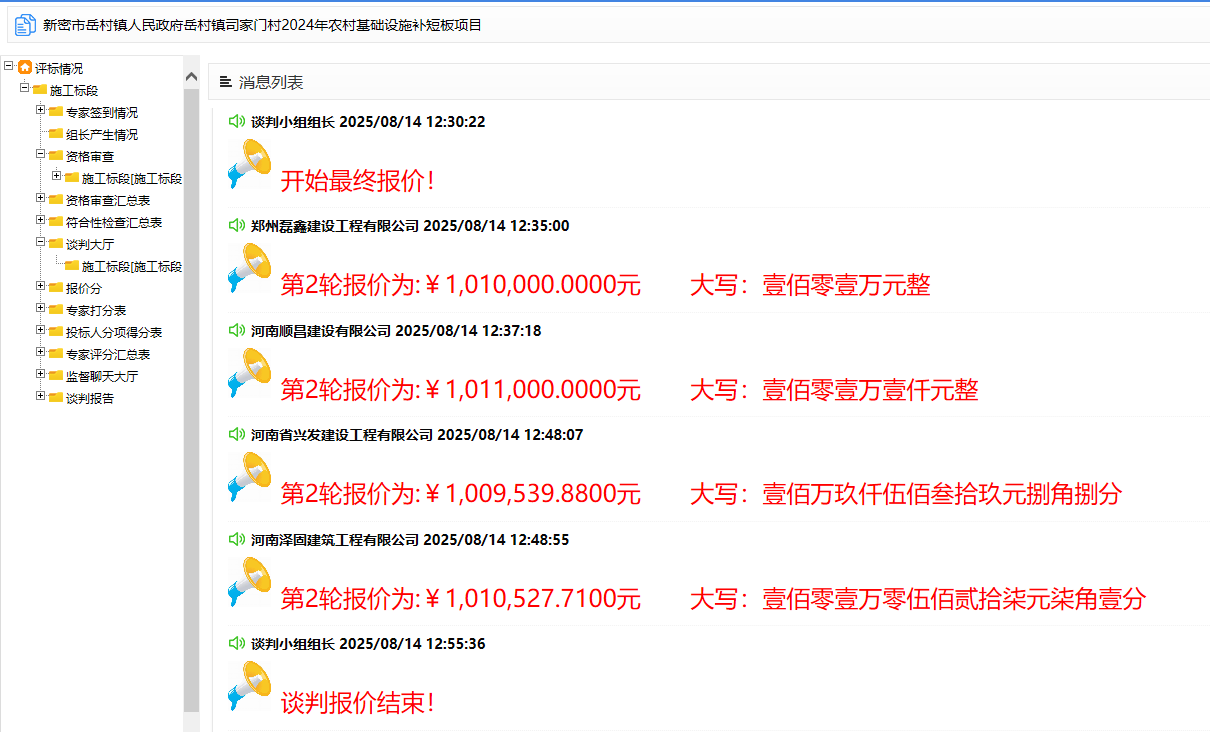 新密市岳村镇人民政府岳村镇司家门村2024年农村基础设施补短板项目
评标情况
施工标段
专家签到情况
组长产生情况
资格审查
施工标段[施工标段
资格审查汇总表
符合性检查汇总表
谈判大厅
施工标段[施工标段
报价分
专家打分表
投标人分项得分表
专家评分汇总表
监督聊天大厅
谈判报告
消息列表
谈判小组组长 2025/08/14 12:30:22
开始最终报价!
郑州磊鑫建设工程有限公司 2025/08/14 12:35:00
第2轮报价为:￥1,010,000.0000元 大写：壹佰零壹万元整
河南顺昌建设有限公司 2025/08/14 12:37:18
第2轮报价为:￥1,011,000.0000元 大写：壹佰零壹万壹仟元整
河南省兴发建设工程有限公司 2025/08/14 12:48:07
第2轮报价为:￥1,009,539.8800元 大写：壹佰万玖仟伍佰叁拾玖元捌角捌分
河南泽固建筑工程有限公司 2025/08/14 12:48:55
第2轮报价为:￥1,010,527.7100元 大写：壹佰零壹万零伍佰贰拾柒元柒角壹分
谈判小组组长 2025/08/14 12:55:36
谈判报价结束!